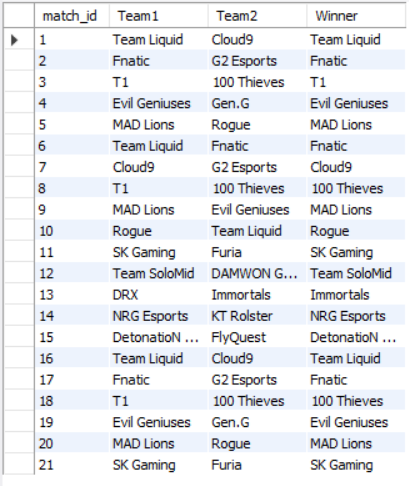 match_id Team1 Team2 Winner
1 Team Liquid Cloud9 Team Liquid
2 Fnatic G2 Esports Fnatic
3 T1 100 Thieves T1
4 Evil Geniuses Gen.G Evil Geniuses
5 MAD Lions Rogue MAD Lions
6 Team Liquid Fnatic Fnatic
7 Cloud9 G2 Esports Cloud9
8 T1 100 Thieves 100 Thieves
9 MAD Lions Evil Geniuses MAD Lions
10 Rogue Team Liquid Rogue
11 SK Gaming Furia SK Gaming
12 Team SoloMid DAMWON G... Team SoloMid
13 DRX Immortals Immortals
14 NRG Esports KT Rolster NRG Esports
15 DetonatioN ... FlyQuest DetonatioN ...
16 Team Liquid Cloud9 Team Liquid
17 Fnatic G2 Esports Fnatic
18 T1 100 Thieves 100 Thieves
19 Evil Geniuses Gen.G Evil Geniuses
20 MAD Lions Rogue MAD Lions
21 SK Gaming Furia SK Gaming